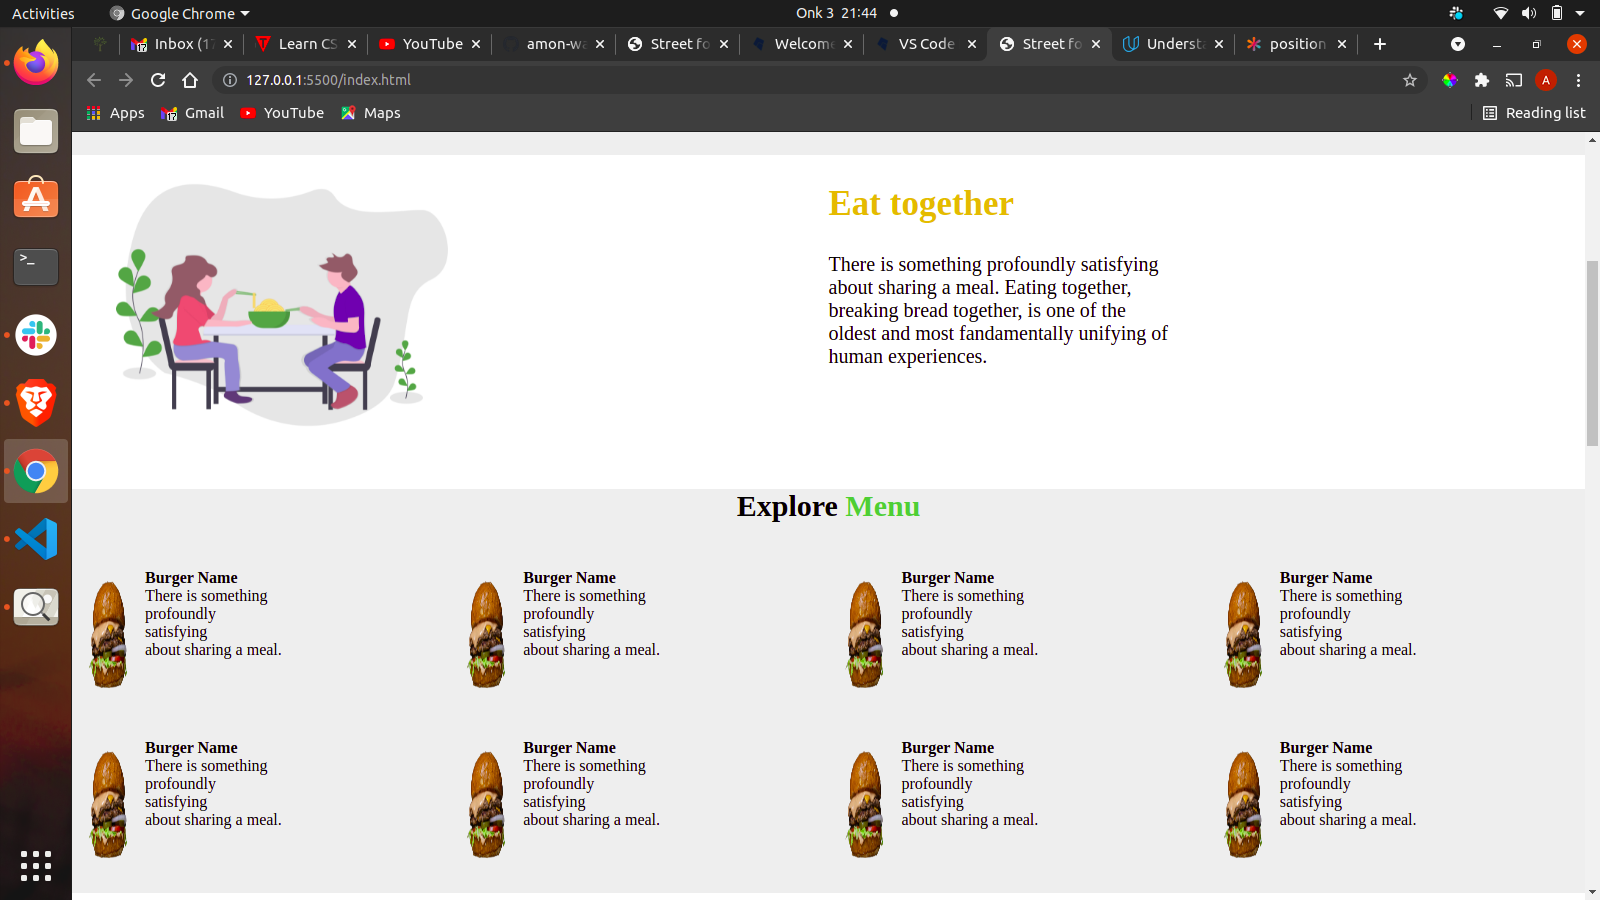 Activities
Google Chrome
Onk 3 21:44
Inbox (17
Learn CS
YouTube
amon-wa
Street fo
Welcome
VS Code
Street fo
Understa
position
127.0.0.1:5500/index.html
A
Apps
Gmail
YouTube
Maps
Reading list
Eat together
There is something profoundly satisfying
about sharing a meal. Eating together,
breaking bread together, is one of the
oldest and most fandamentally unifying of
human experiences.
Explore Menu
Burger Name
There is something
profoundly
satisfying
about sharing a meal.
Burger Name
There is something
profoundly
satisfying
about sharing a meal.
Burger Name
There is something
profoundly
satisfying
about sharing a meal.
Burger Name
There is something
profoundly
satisfying
about sharing a meal.
Burger Name
There is something
profoundly
satisfying
about sharing a meal.
Burger Name
There is something
profoundly
satisfying
about sharing a meal.
Burger Name
There is something
profoundly
satisfying
about sharing a meal.
Burger Name
There is something
profoundly
satisfying
about sharing a meal.